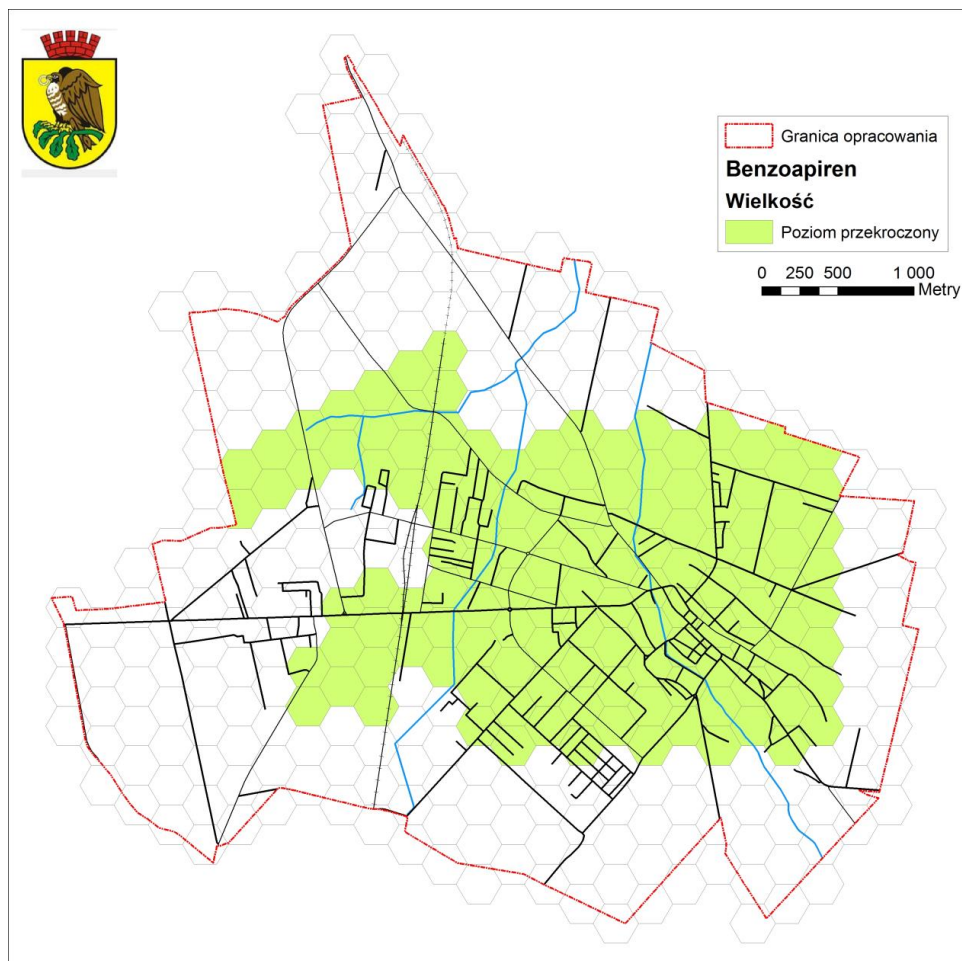 Granica opracowania
Benzoapiren
Wielkość
Poziom przekroczony
0 250 500 1 000
Metry